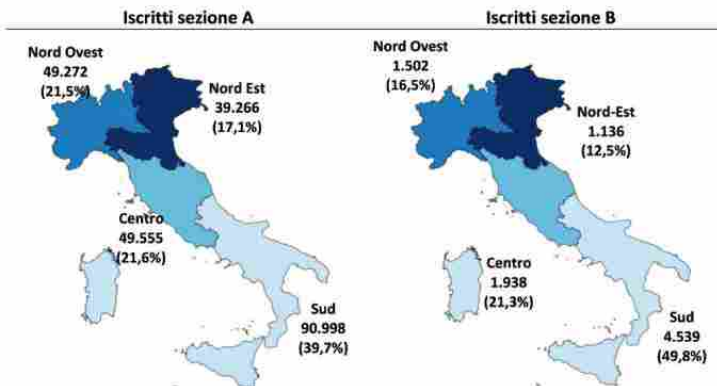 Iscritti sezione A
Nord Ovest
49.272
(21,5%)
Nord Est
39.266
(17,1%)
Centro
49.555
(21,6%)
Sud
90.998
(39,7%)
Iscritti sezione B
Nord Ovest
1.502
(16,5%)
Nord-Est
1.136
(12,5%)
Centro
1.938
(21,3%)
Sud
4.539
(49,8%)